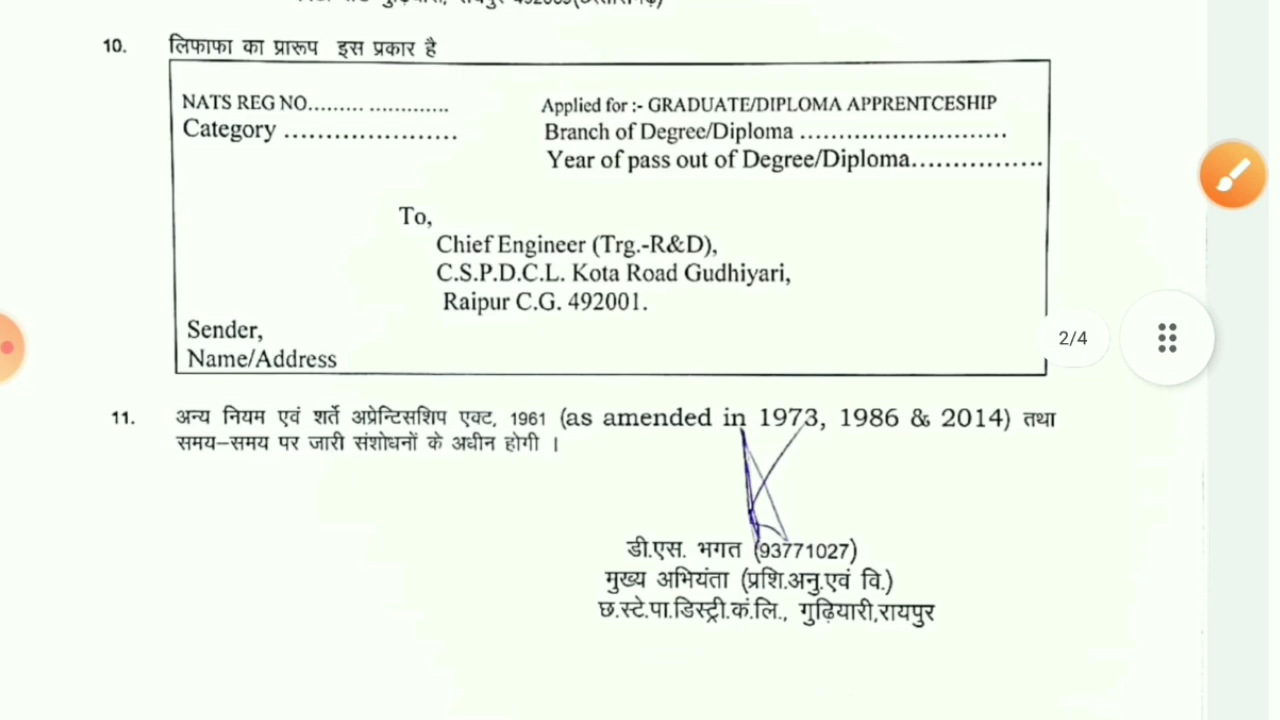 10. लिफाफा का प्रारूप इस प्रकार है
NATS REG NO......... .............
Applied for :- GRADUATE/DIPLOMA APPRENTCESHIP
Category .....................
Branch of Degree/Diploma ..........................
Year of pass out of Degree/Diploma................
To,
Chief Engineer (Trg.-R&D),
C.S.P.D.C.L. Kota Road Gudhiyari,
Raipur C.G. 492001.
Sender,
Name/Address
2/4
11. अन्य नियम एवं शर्ते अप्रेन्टिसशिप एक्ट, 1961 (as amended in 1973, 1986 & 2014) तथा
समय–समय पर जारी संशोधनों के अधीन होगी ।
डी.एस. भगत (93771027)
मुख्य अभियंता (प्रशि.अनु.एवं वि.)
छ.स्टे.पा.डिस्ट्री.कं.लि., गुढ़ियारी,रायपुर